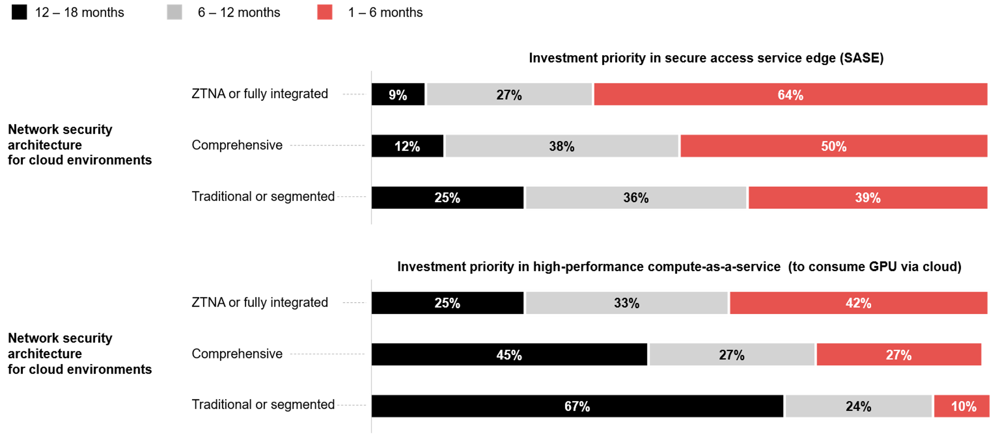 12 – 18 months
6 – 12 months
1 – 6 months
Investment priority in secure access service edge (SASE)
ZTNA or fully integrated
9%
27%
64%
Network security
architecture
for cloud environments
Comprehensive
12%
38%
50%
Traditional or segmented
25%
36%
39%
Investment priority in high-performance compute-as-a-service (to consume GPU via cloud)
ZTNA or fully integrated
25%
33%
42%
Network security
architecture
for cloud environments
Comprehensive
45%
27%
27%
Traditional or segmented
67%
24%
10%